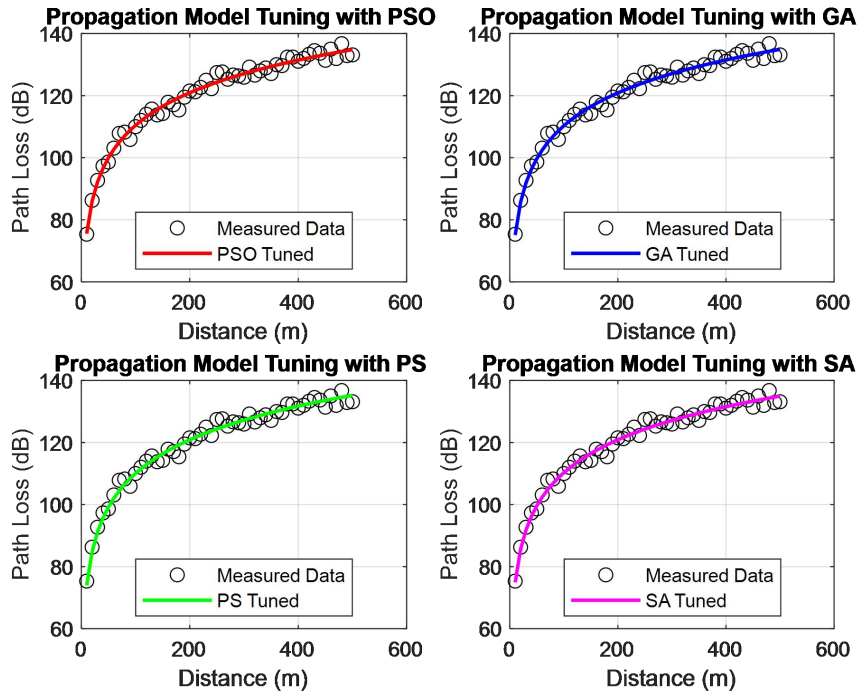 Propagation Model Tuning with PSO
140
120
100
80
60
Path Loss (dB)
Measured Data
PSO Tuned
0 200 400 600
Distance (m)
Propagation Model Tuning with GA
140
120
100
80
60
Path Loss (dB)
Measured Data
GA Tuned
0 200 400 600
Distance (m)
Propagation Model Tuning with PS
140
120
100
80
60
Path Loss (dB)
Measured Data
PS Tuned
0 200 400 600
Distance (m)
Propagation Model Tuning with SA
140
120
100
80
60
Path Loss (dB)
Measured Data
SA Tuned
0 200 400 600
Distance (m)